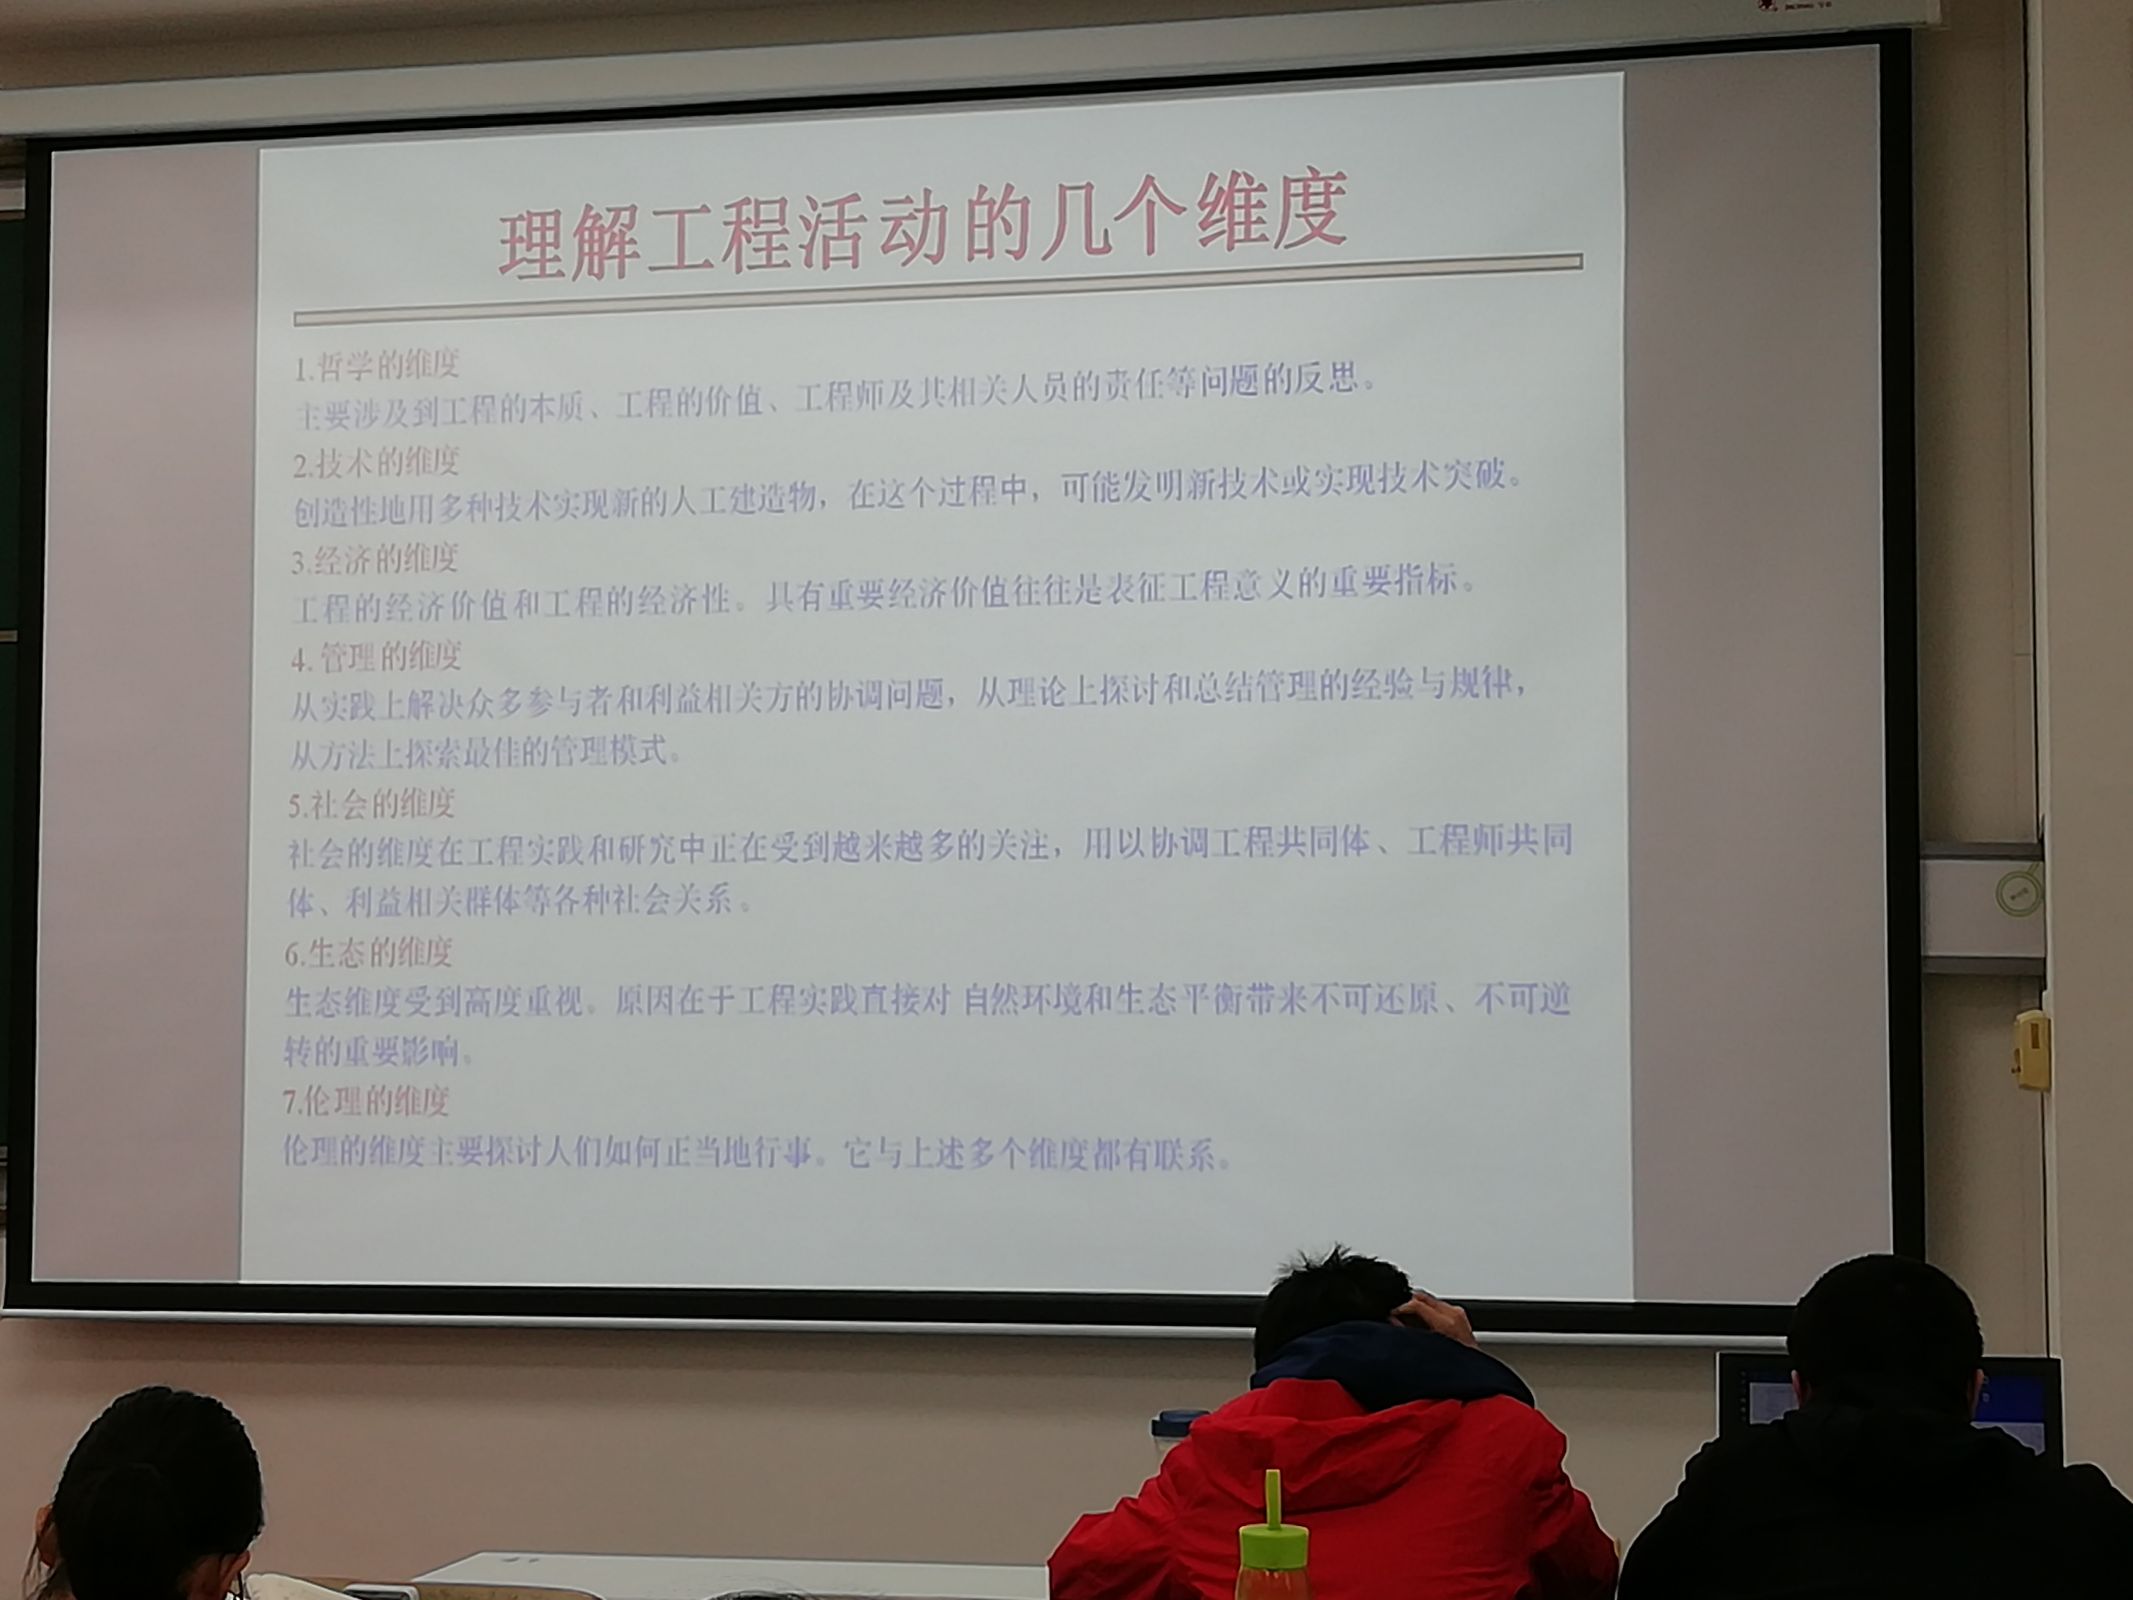 理解工程活动的几个维度
1.哲学的维度
主要涉及到工程的本质、工程的价值、工程师及其相关人员的责任等问题的反思。
2.技术的维度
创造性地用多种技术实现新的人工建造物，在这个过程中，可能发明新技术或实现技术突破。
3.经济的维度
工程的经济价值和工程的经济性。具有重要经济价值往往是表征工程意义的重要指标。
4. 管理的维度
从实践上解决众多参与者和利益相关方的协调问题，从理论上探讨和总结管理的经验与规律，
从方法上探索最佳的管理模式。
5.社会的维度
社会的维度在工程实践和研究中正在受到越来越多的关注，用以协调工程共同体、工程师共同
体、利益相关群体等各种社会关系。
6.生态的维度
生态维度受到高度重视。原因在于工程实践直接对 自然环境和生态平衡带来不可还原、不可逆
转的重要影响。
7.伦理的维度
伦理的维度主要探讨人们如何正当地行事。它与上述多个维度都有联系。